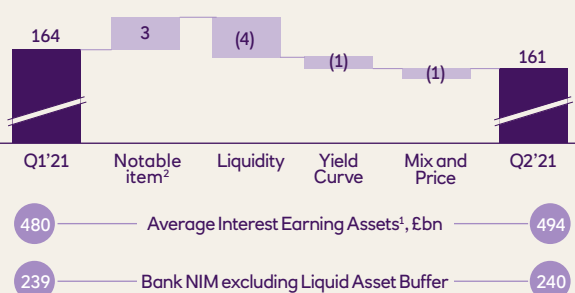 164
3
(4)
(1)
(1)
161
Q1’21
Notable
item²
Liquidity
Yield
Curve
Mix and
Price
Q2’21
480 Average Interest Earning Assets¹, £bn 494
239 Bank NIM excluding Liquid Asset Buffer 240